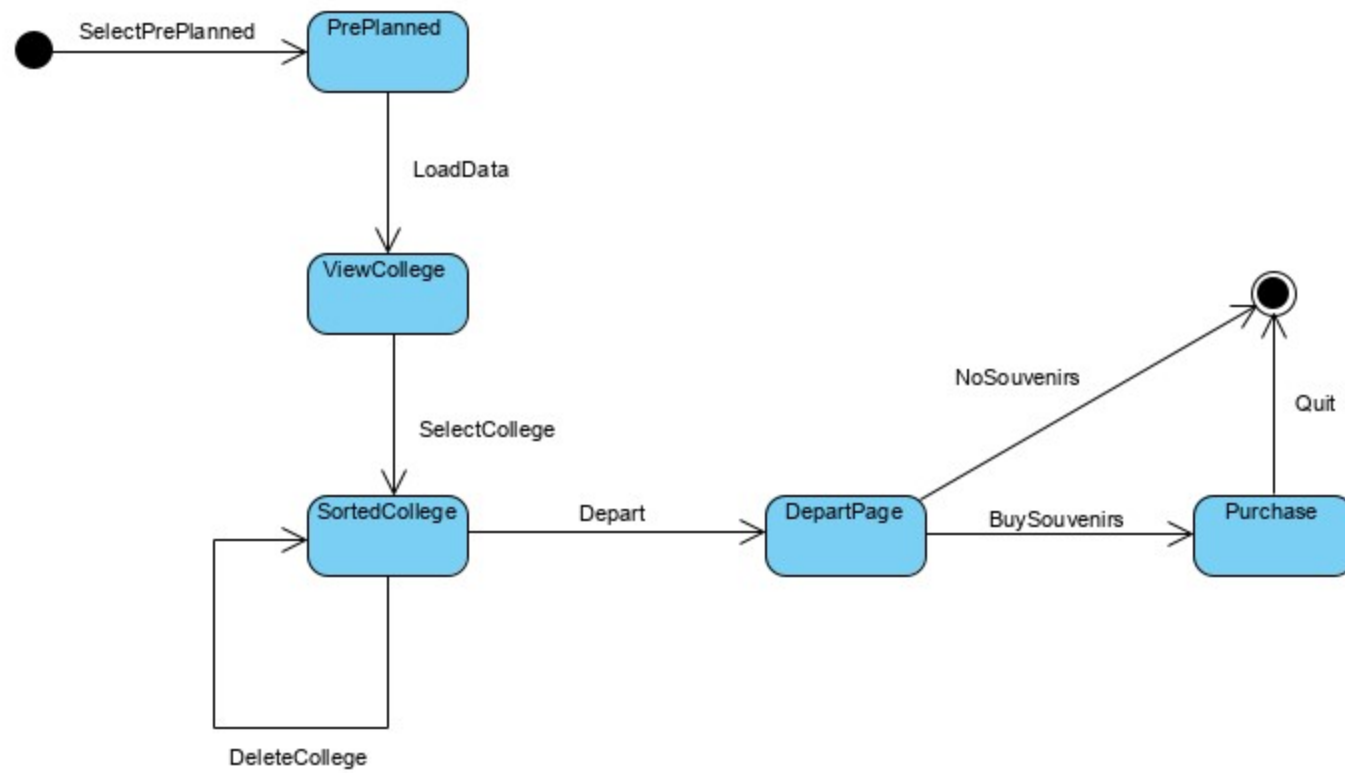 SelectPrePlanned
PrePlanned
LoadData
ViewCollege
NoSouvenirs
Quit
SelectCollege
SortedCollege
Depart
DepartPage
BuySouvenirs
Purchase
DeleteCollege